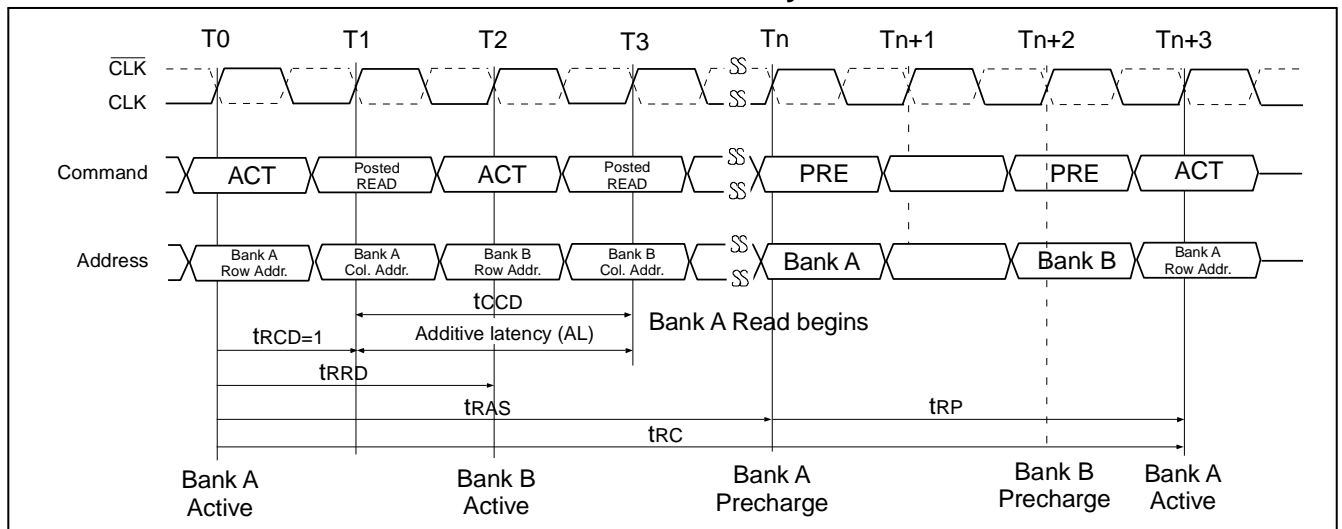 T0 T1 T2 T3 Tn Tn+1 Tn+2 Tn+3
CLK
CLK
Command ACT Posted READ ACT Posted READ PRE PRE ACT
Address Bank A Row Addr. Bank A Col. Addr. Bank B Row Addr. Bank B Col. Addr. Bank A Bank B Bank A Row Addr.
tCCD
Bank A Read begins
tRCD=1 Additive latency (AL)
tRRD
tRAS tRP
tRC
Bank A Active
Bank B Active
Bank A Precharge
Bank B Precharge
Bank A Active